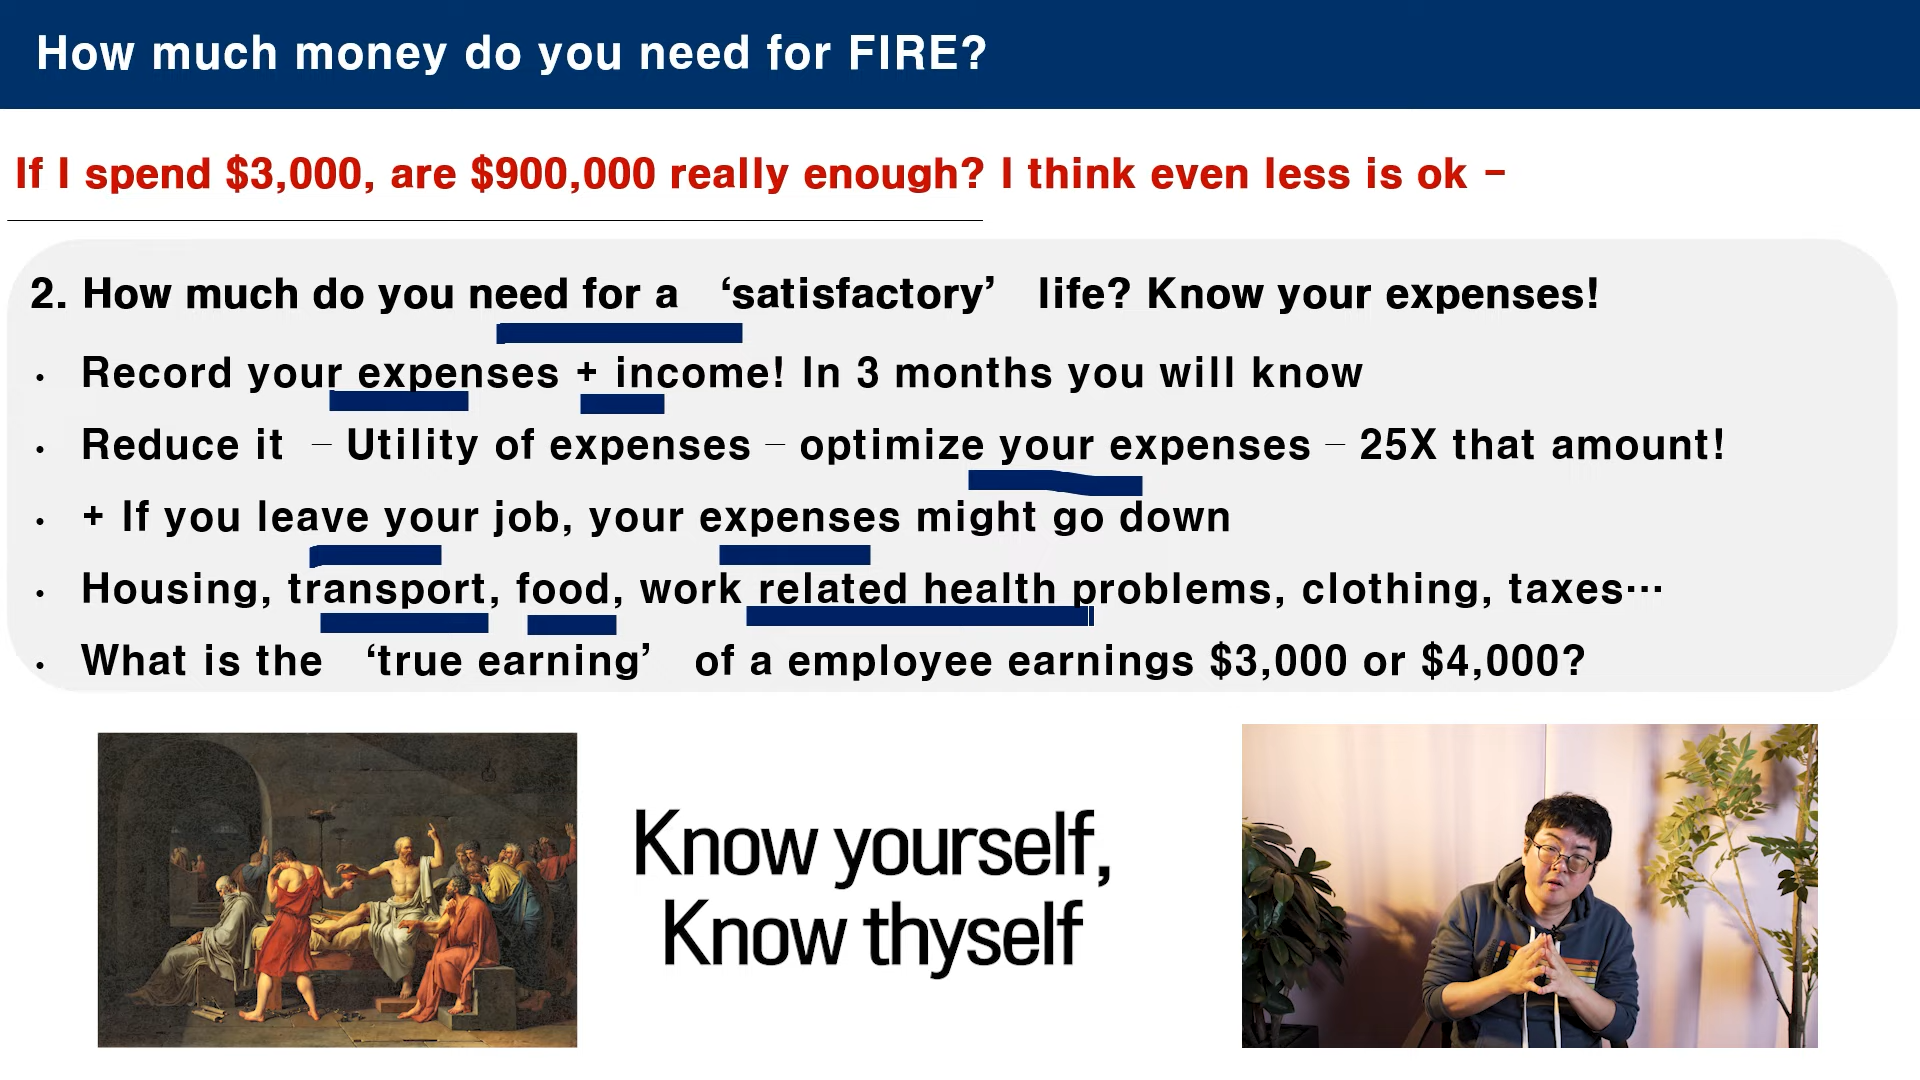 How much money do you need for FIRE?
If I spend $3,000, are $900,000 really enough? I think even less is ok –
2. How much do you need for a ‘satisfactory’ life? Know your expenses!
• Record your expenses + income! In 3 months you will know
• Reduce it – Utility of expenses – optimize your expenses – 25X that amount!
• + If you leave your job, your expenses might go down
• Housing, transport, food, work related health problems, clothing, taxes…
• What is the ‘true earning’ of a employee earnings $3,000 or $4,000?
Know yourself,
Know thyself